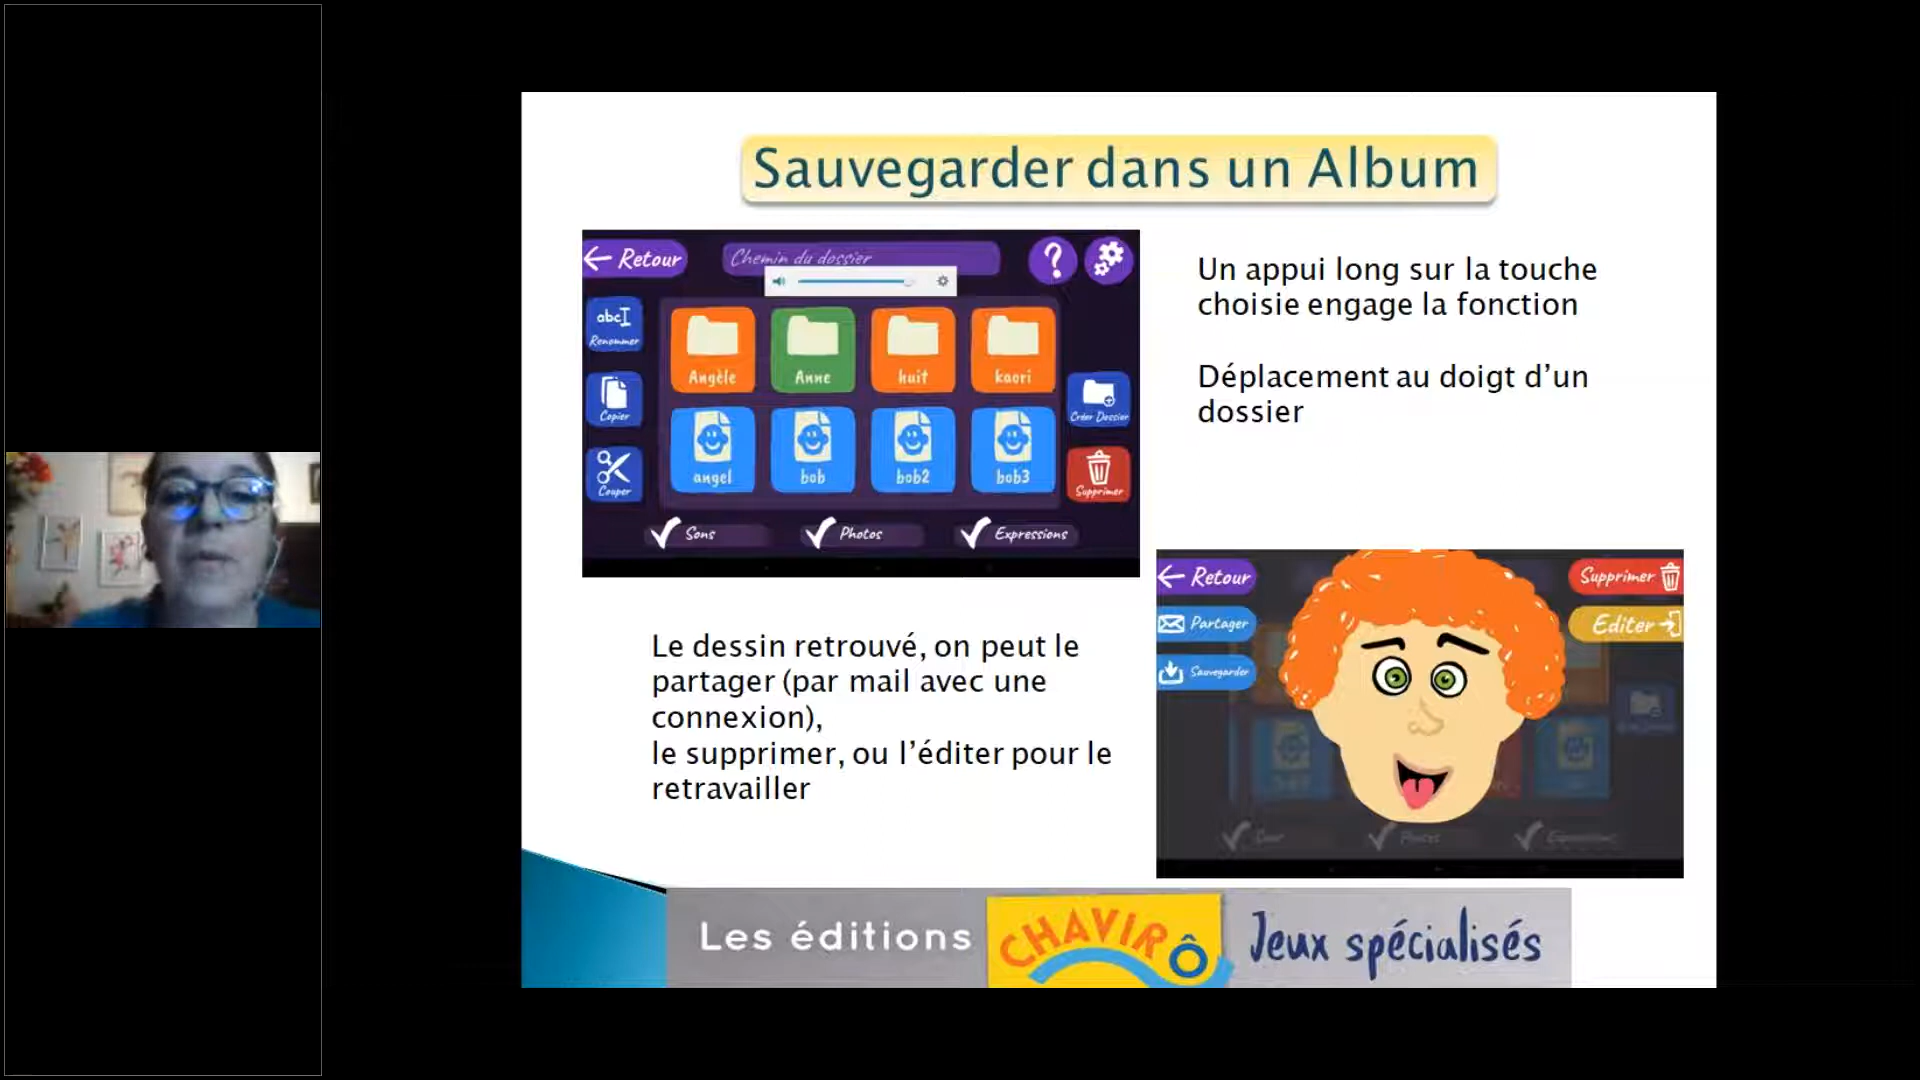 Sauvegarder dans un Album
Retour
Chemin du dossier
?
abc
Renommer
Copier
Couper
Angèle
Anne
huit
kaori
angel
bob
bob2
bob3
Créer Dossier
Supprimer
Sons
Photos
Expressions
Un appui long sur la touche
choisie engage la fonction
Déplacement au doigt d’un
dossier
Le dessin retrouvé, on peut le
partager (par mail avec une
connexion),
le supprimer, ou l’éditer pour le
retravailler
Retour
Partager
Sauvegarder
Supprimer
Editer
Les éditions
CHAVIRÔ
Jeux spécialisés